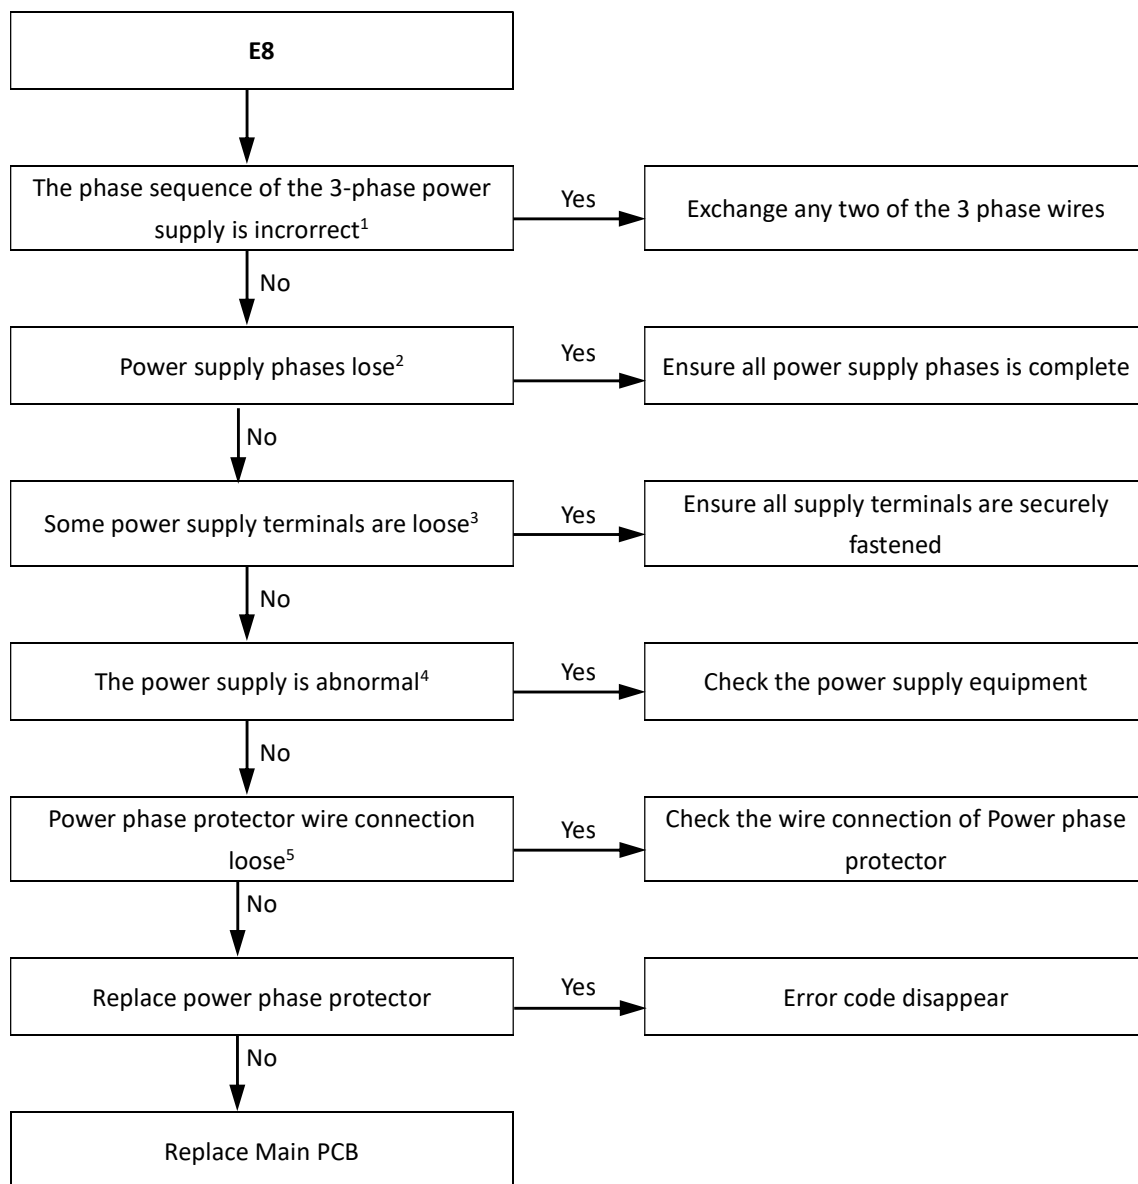 E8
The phase sequence of the 3-phase power
supply is incrorrect¹
Yes
Exchange any two of the 3 phase wires
No
Power supply phases lose²
Yes
Ensure all power supply phases is complete
No
Some power supply terminals are loose³
Yes
Ensure all supply terminals are securely
fastened
No
The power supply is abnormal⁴
Yes
Check the power supply equipment
No
Power phase protector wire connection
loose⁵
Yes
Check the wire connection of Power phase
protector
No
Replace power phase protector
Yes
Error code disappear
No
Replace Main PCB